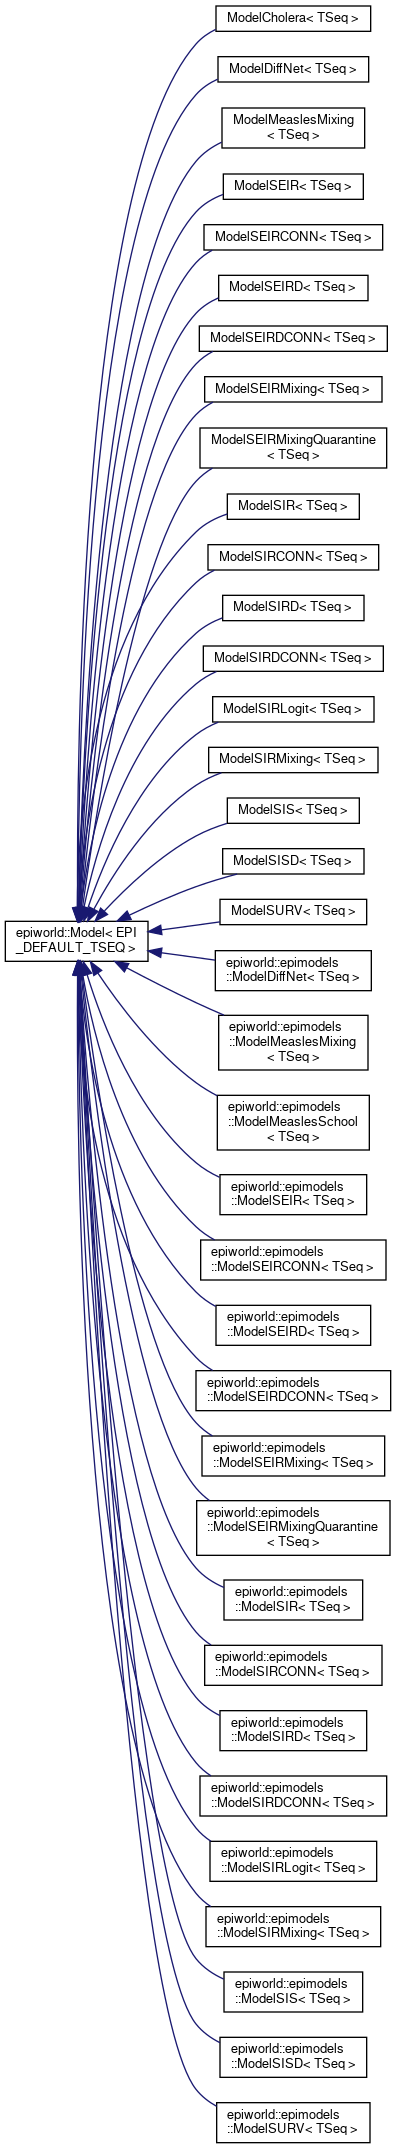 ModelCholera< TSeq >
ModelDiffNet< TSeq >
ModelMeaslesMixing
< TSeq >
ModelSEIR< TSeq >
ModelSEIRCONN< TSeq >
ModelSEIRD< TSeq >
ModelSEIRDCONN< TSeq >
ModelSEIRMixing< TSeq >
ModelSEIRMixingQuarantine
< TSeq >
ModelSIR< TSeq >
ModelSIRCONN< TSeq >
ModelSIRD< TSeq >
ModelSIRDCONN< TSeq >
ModelSIRLogit< TSeq >
ModelSIRMixing< TSeq >
ModelSIS< TSeq >
ModelSISD< TSeq >
ModelSURV< TSeq >
epiworld::Model< EPI
_DEFAULT_TSEQ >
epiworld::epimodels
::ModelDiffNet< TSeq >
epiworld::epimodels
::ModelMeaslesMixing
< TSeq >
epiworld::epimodels
::ModelMeaslesSchool
< TSeq >
epiworld::epimodels
::ModelSEIR< TSeq >
epiworld::epimodels
::ModelSEIRCONN< TSeq >
epiworld::epimodels
::ModelSEIRD< TSeq >
epiworld::epimodels
::ModelSEIRDCONN< TSeq >
epiworld::epimodels
::ModelSEIRMixing< TSeq >
epiworld::epimodels
::ModelSEIRMixingQuarantine
< TSeq >
epiworld::epimodels
::ModelSIR< TSeq >
epiworld::epimodels
::ModelSIRCONN< TSeq >
epiworld::epimodels
::ModelSIRD< TSeq >
epiworld::epimodels
::ModelSIRDCONN< TSeq >
epiworld::epimodels
::ModelSIRLogit< TSeq >
epiworld::epimodels
::ModelSIRMixing< TSeq >
epiworld::epimodels
::ModelSIS< TSeq >
epiworld::epimodels
::ModelSISD< TSeq >
epiworld::epimodels
::ModelSURV< TSeq >